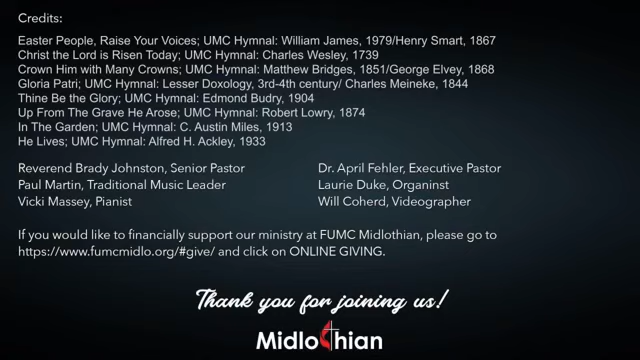 Credits:
Easter People, Raise Your Voices; UMC Hymnal: William James, 1979/Henry Smart, 1867
Christ the Lord is Risen Today; UMC Hymnal: Charles Wesley, 1739
Crown Him with Many Crowns; UMC Hymnal: Matthew Bridges, 1851/George Elvey, 1868
Gloria Patri; UMC Hymnal: Lesser Doxology, 3rd-4th century/ Charles Meineke, 1844
Thine Be the Glory; UMC Hymnal: Edmond Budry, 1904
Up From The Grave He Arose; UMC Hymnal: Robert Lowry, 1874
In The Garden; UMC Hymnal: C. Austin Miles, 1913
He Lives; UMC Hymnal: Alfred H. Ackley, 1933
Reverend Brady Johnston, Senior Pastor
Paul Martin, Traditional Music Leader
Vicki Massey, Pianist
Dr. April Fehler, Executive Pastor
Laurie Duke, Organinst
Will Coherd, Videographer
If you would like to financially support our ministry at FUMC Midlothian, please go to
https://www.fumcmidlo.org/#give/ and click on ONLINE GIVING.
Thank you for joining us!
Midlothian